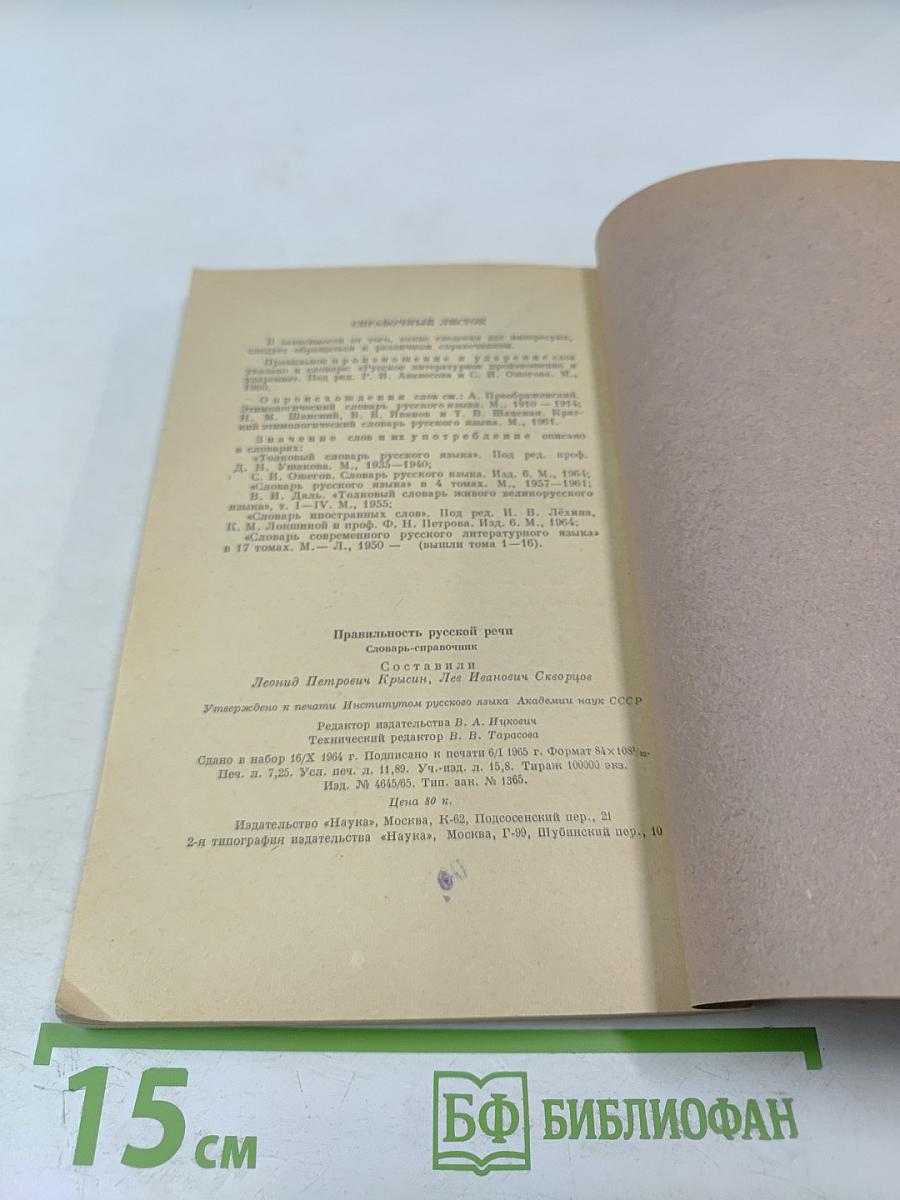 СПРАВОЧНЫЙ ЛИСТОК
В зависимости от того, какие сведения вас интересуют,
следует обращаться к различным справочникам.
Правильное произношение и ударение слов
указано в словаре: «Русское литературное произношение и
ударение». Под ред. Р. И. Аванесова и С. И. Ожегова. М.,
1960.
О происхождении слов см.: А. Преображенский.
Этимологический словарь русского языка. М., 1910—1914;
Н. М. Шанский, В. В. Иванов и Т. В. Шанская. Крат-
кий этимологический словарь русского языка. М., 1961.
Значение слов и их употребление описано
в словарях:
«Толковый словарь русского языка». Под ред. проф.
Д. Н. Ушакова. М., 1935—1940;
С. И. Ожегов. Словарь русского языка. Изд. 6. М., 1964;
«Словарь русского языка» в 4 томах. М., 1957—1961;
В. И. Даль. «Толковый словарь живого великорусского
языка», т. I—IV. М., 1955;
«Словарь иностранных слов». Под ред. И. В. Лёхина,
К. М. Локшиной и проф. Ф. Н. Петрова. Изд. 6. М., 1964;
«Словарь современного русского литературного языка»
в 17 томах. М.— Л., 1950 — (вышли тома 1—16).
Правильность русской речи
Словарь-справочник
Составили
Леонид Петрович Крысин, Лев Иванович Скворцов
Утверждено к печати Институтом русского языка Академии наук СССР
Редактор издательства В. А. Ицкович
Технический редактор В. В. Тарасова
Сдано в набор 16/X 1964 г. Подписано к печати 6/I 1965 г. Формат 84×108¹/₃₂.
Печ. л. 7,25. Усл. печ. л. 11,89. Уч.-изд. л. 15,8. Тираж 100000 экз.
Изд. № 4645/65. Тип. зак. № 1365.
Цена 80 к.
Издательство «Наука», Москва, К-62, Подсосенский пер., 21
2-я типография издательства «Наука», Москва, Г-99, Шубинский пер., 10
15 см
БФ БИБЛИОФАН